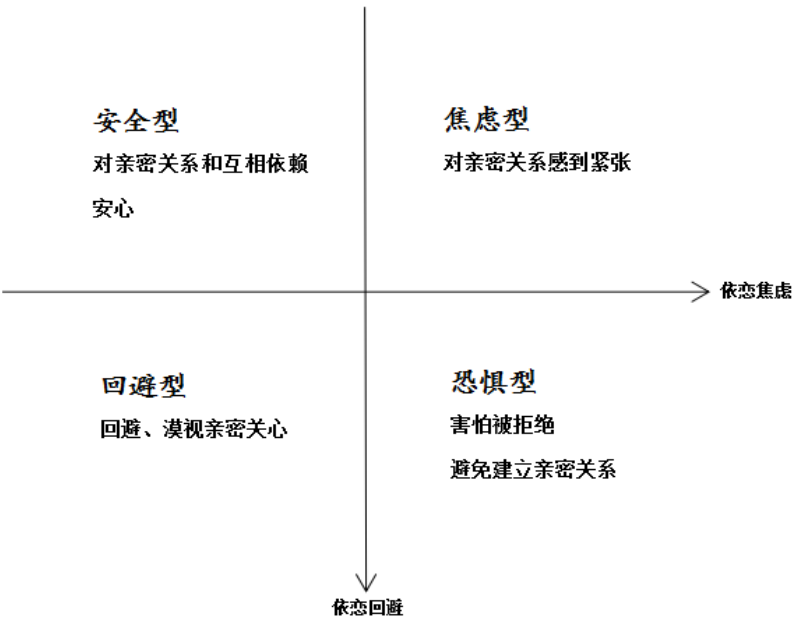 安全型
对亲密关系和互相依赖
安心
焦虑型
对亲密关系感到紧张
依恋焦虑
回避型
回避、漠视亲密关心
恐惧型
害怕被拒绝
避免建立亲密关系
依恋回避